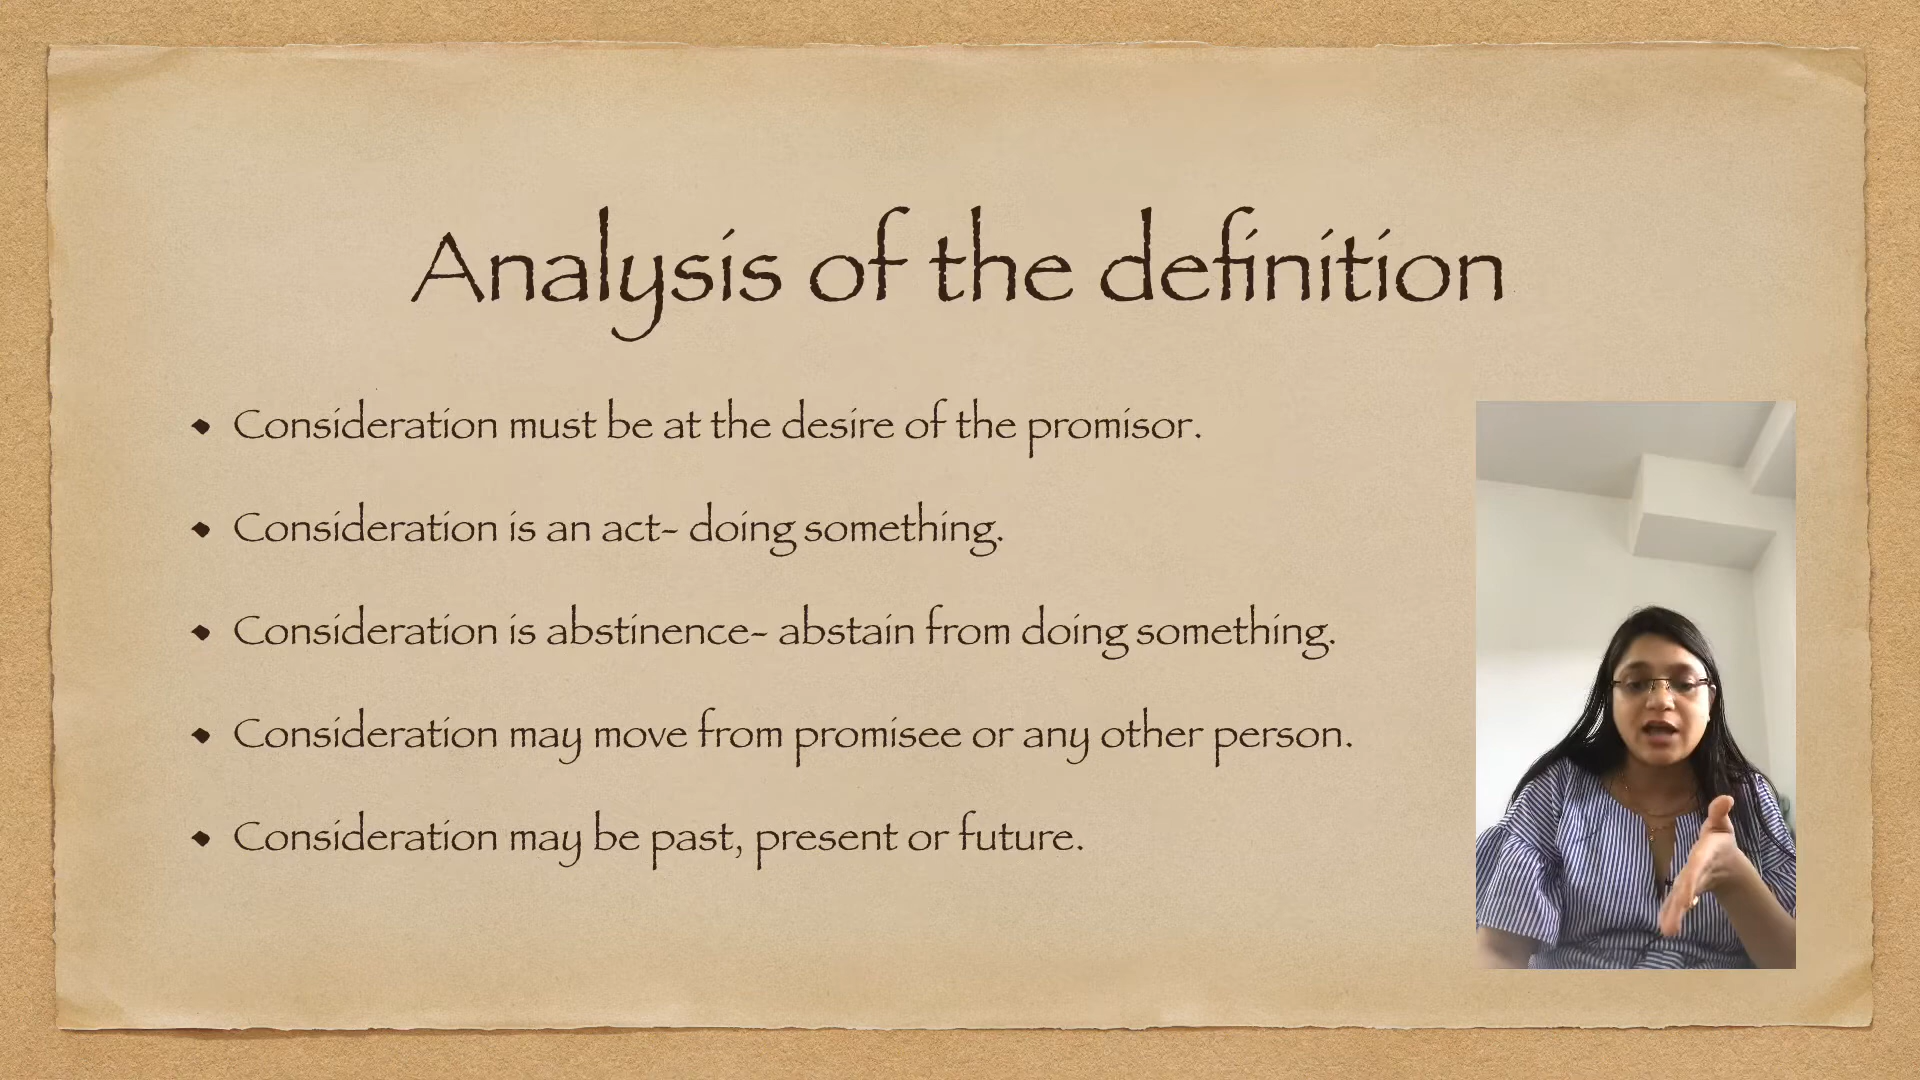 Analysis of the definition
• Consideration must be at the desire of the promisor.
• Consideration is an act- doing something.
• Consideration is abstinence- abstain from doing something.
• Consideration may move from promisee or any other person.
• Consideration may be past, present or future.